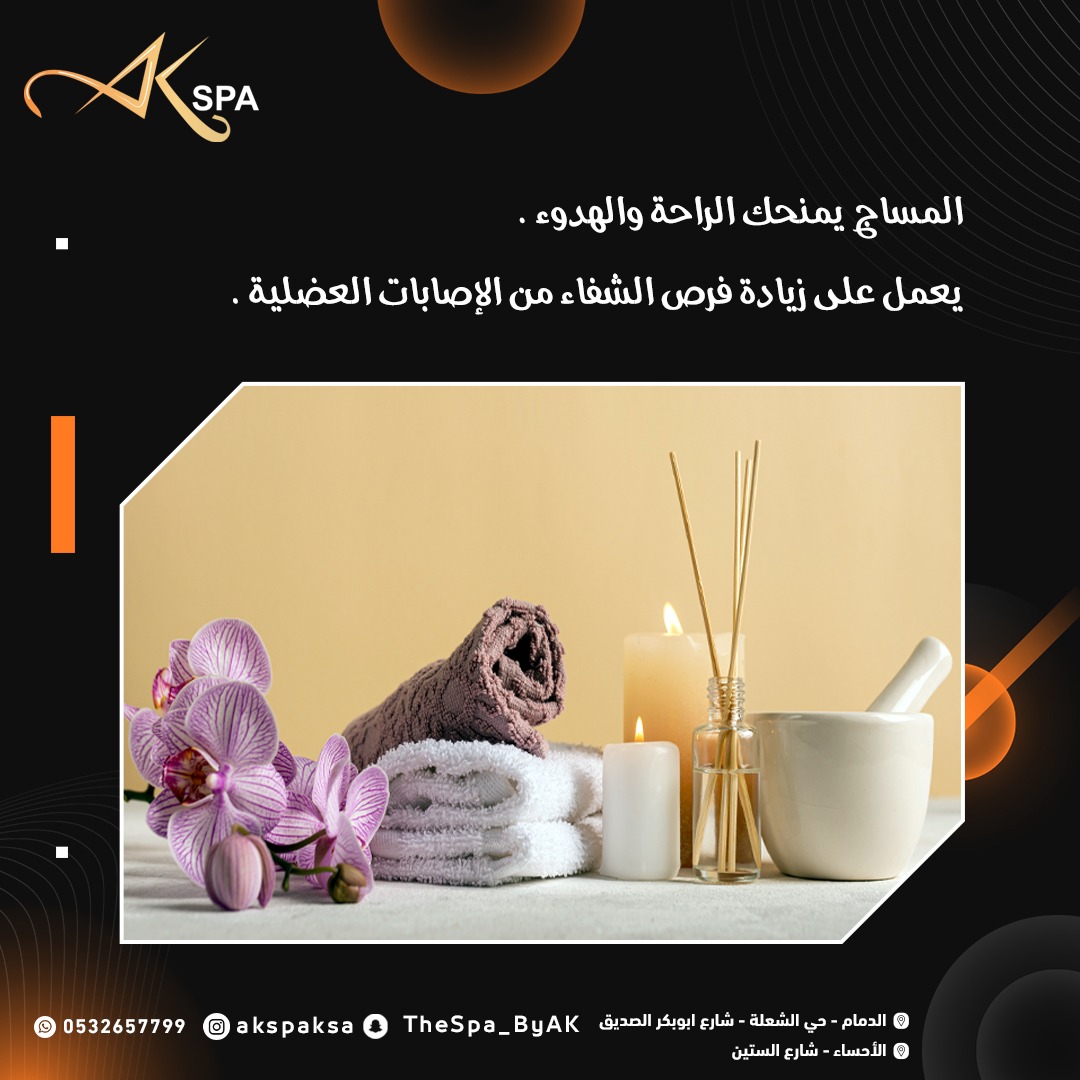 AK SPA
المساج يمنحك الراحة والهدوء .
يعمل على زيادة فرص الشفاء من الإصابات العضلية .
0532657799 akspaksa TheSpa_ByAK
الدمام - حي الشعلة - شارع ابوبكر الصديق
الأحساء - شارع الستين